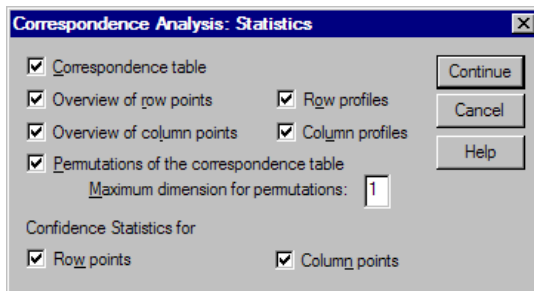 Correspondence Analysis: Statistics
Correspondence table
Continue
Overview of row points Row profiles
Cancel
Overview of column points Column profiles
Permutations of the correspondence table
Help
Maximum dimension for permutations: 1
Confidence Statistics for
Row points Column points